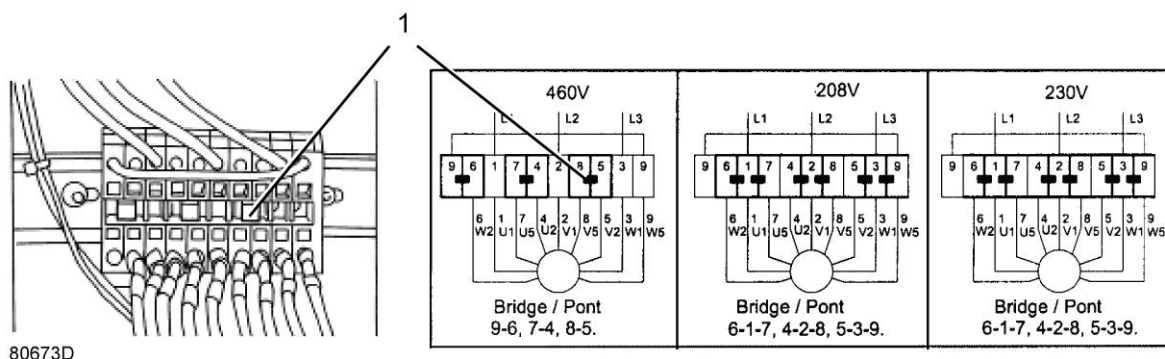 1
460V
L1 L2 L3
9 6 1 7 4 2 8 5 3 9
6 1 7 4 2 8 5 3 9
W2 U1 U5 U2 V1 V5 V2 W1 W5
Bridge / Pont
9-6, 7-4, 8-5.
208V
L1 L2 L3
9 6 1 7 4 2 8 5 3 9
6 1 7 4 2 8 5 3 9
W2 U1 U5 U2 V1 V5 V2 W1 W5
Bridge / Pont
6-1-7, 4-2-8, 5-3-9.
230V
L1 L2 L3
9 6 1 7 4 2 8 5 3 9
6 1 7 4 2 8 5 3 9
W2 U1 U5 U2 V1 V5 V2 W1 W5
Bridge / Pont
6-1-7, 4-2-8, 5-3-9.
80673D